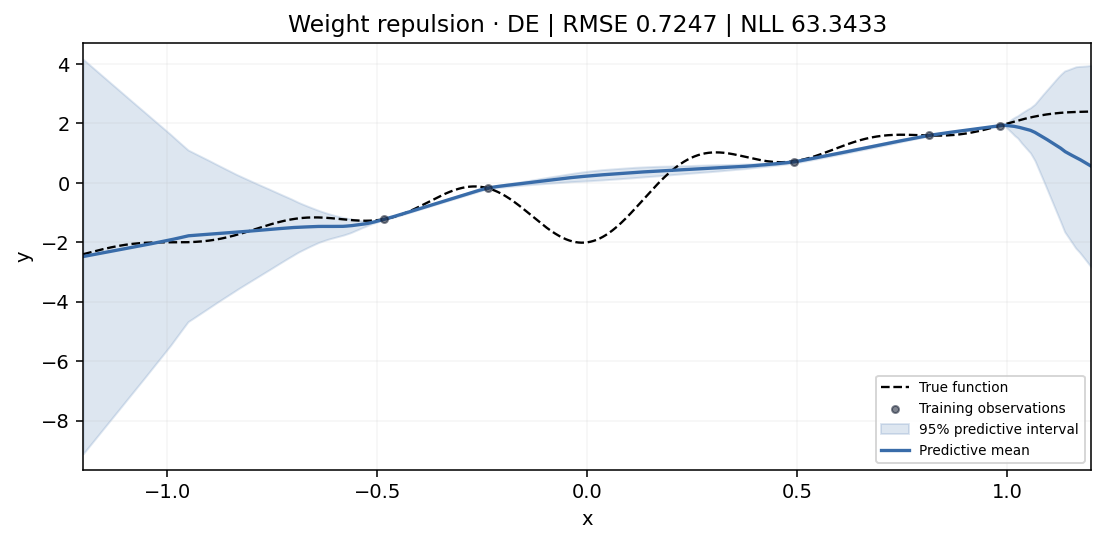 Weight repulsion · DE | RMSE 0.7247 | NLL 63.3433
y
4
2
0
−2
−4
−6
−8
True function
Training observations
95% predictive interval
Predictive mean
−1.0
−0.5
0.0
0.5
1.0
x